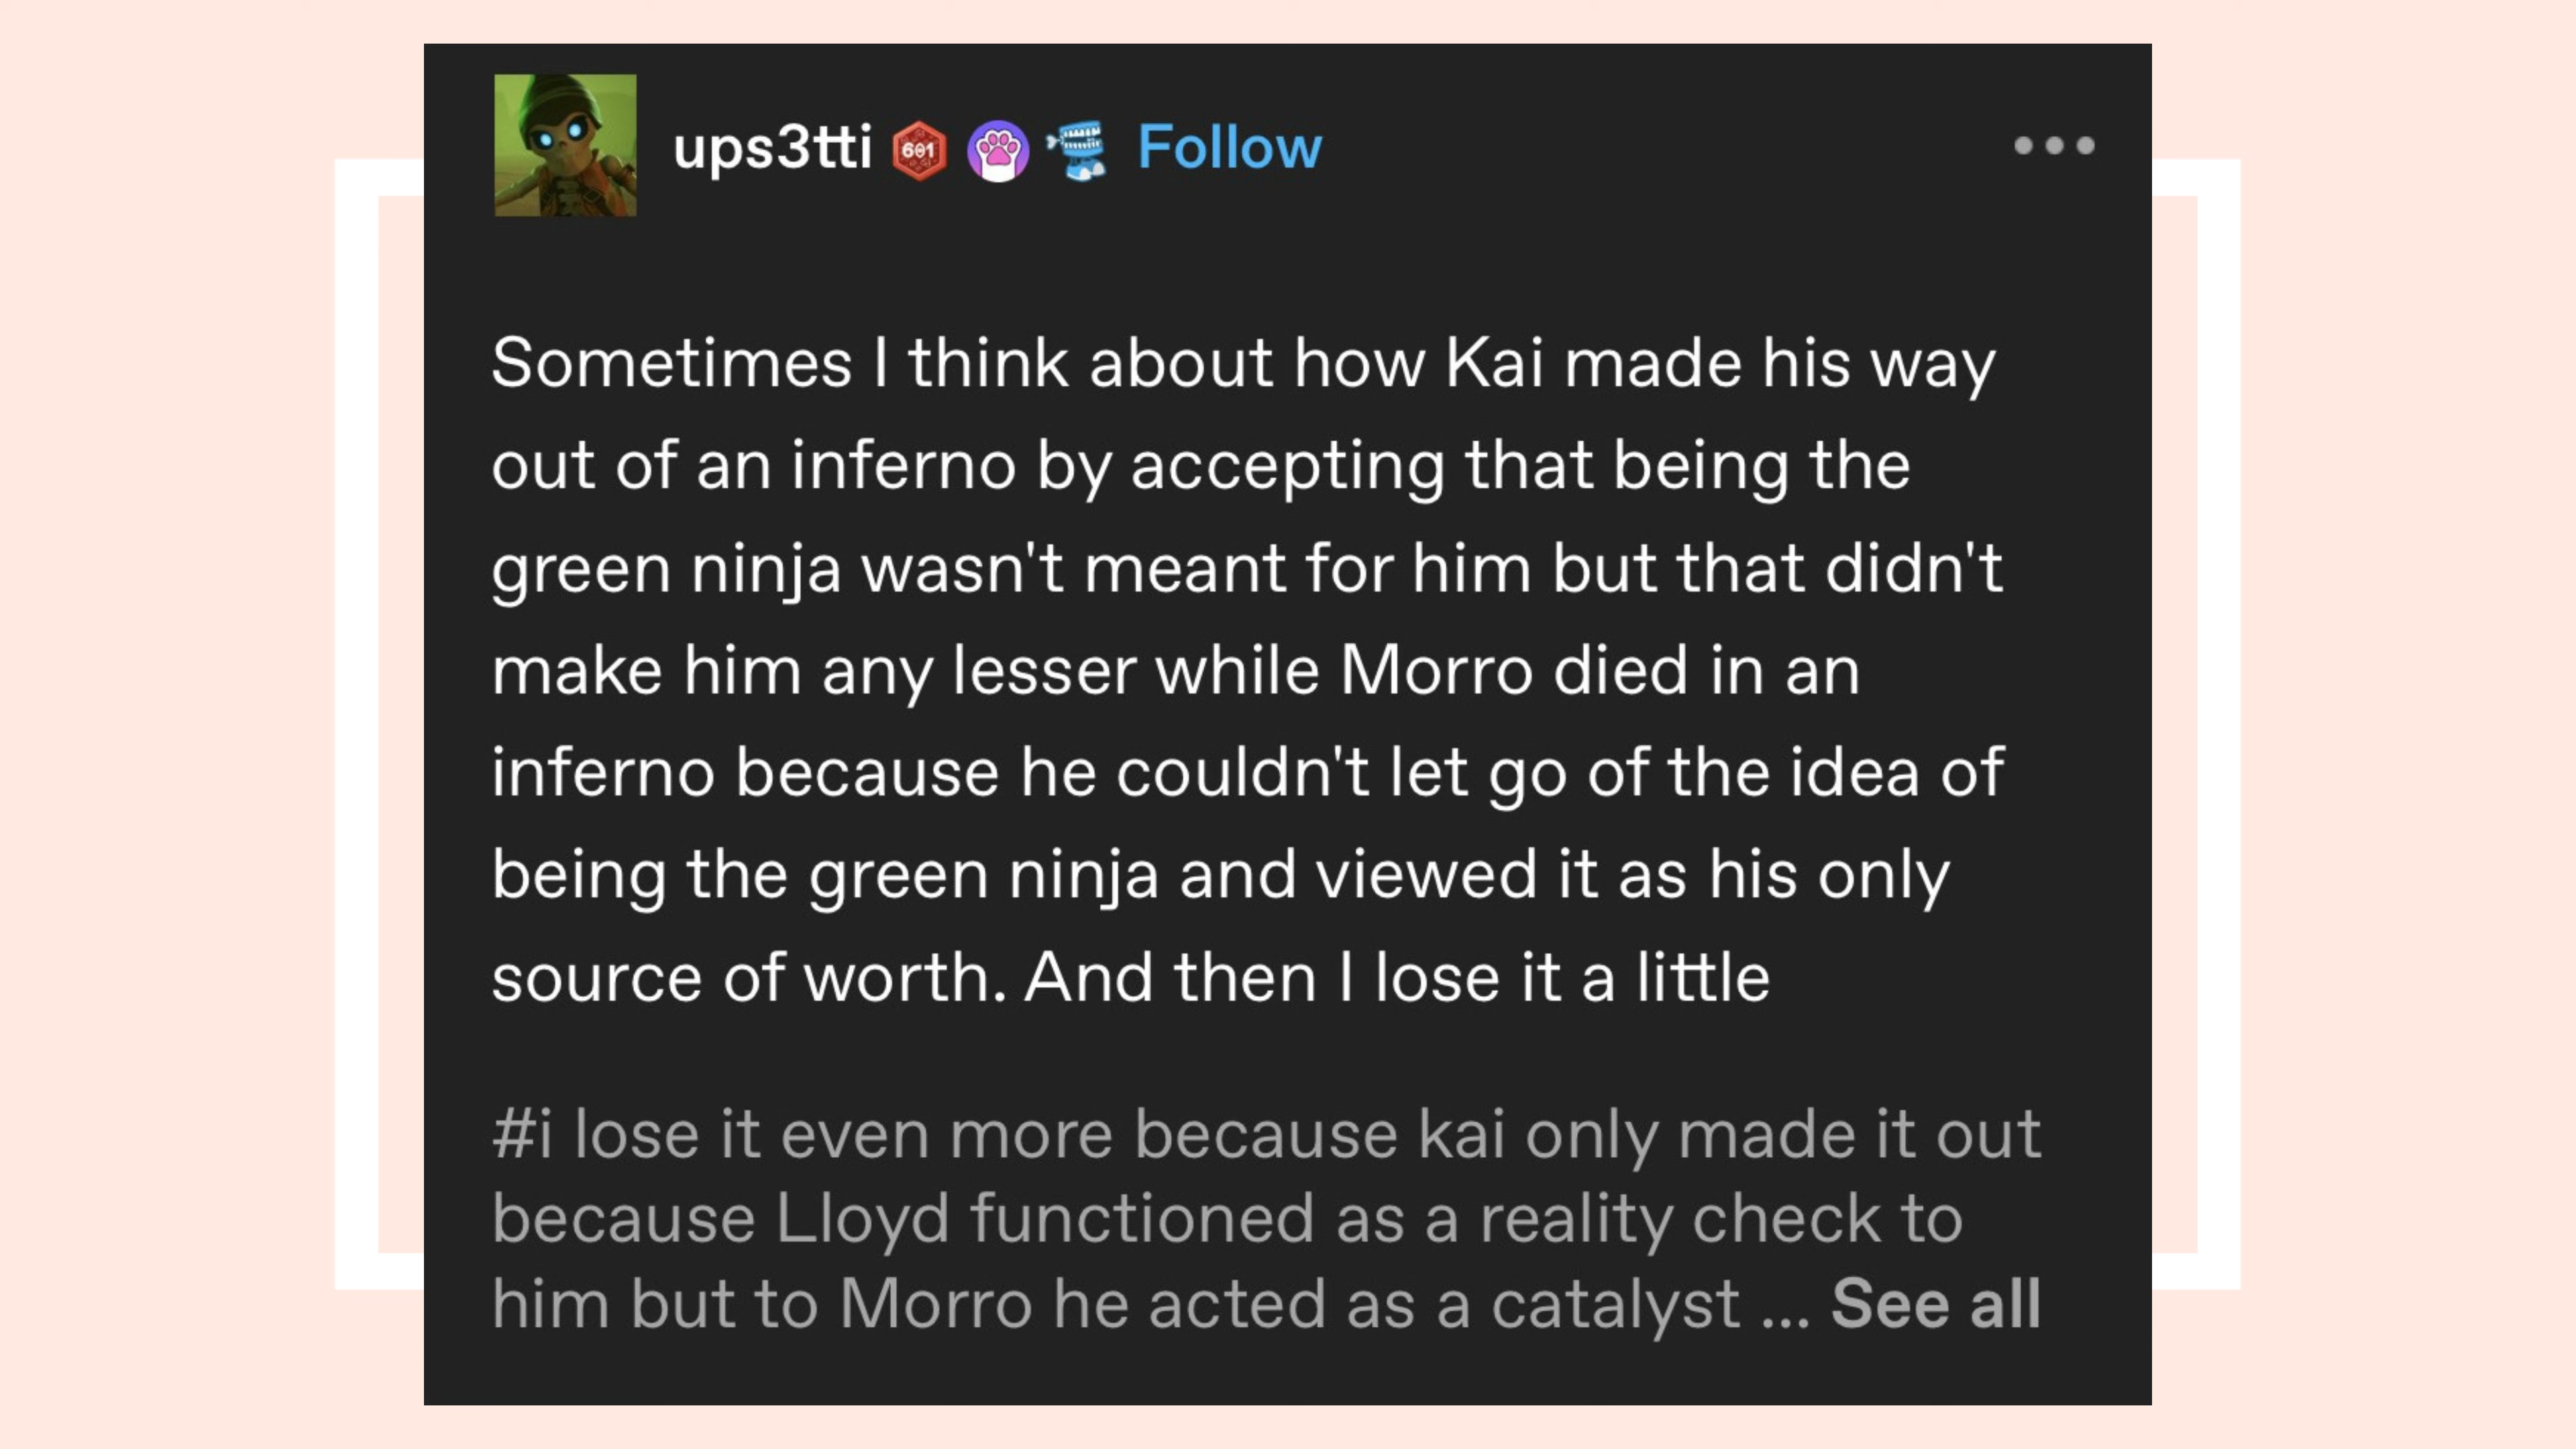 ups3tti 601 Follow
Sometimes I think about how Kai made his way
out of an inferno by accepting that being the
green ninja wasn't meant for him but that didn't
make him any lesser while Morro died in an
inferno because he couldn't let go of the idea of
being the green ninja and viewed it as his only
source of worth. And then I lose it a little
#i lose it even more because kai only made it out
because Lloyd functioned as a reality check to
him but to Morro he acted as a catalyst ... See all